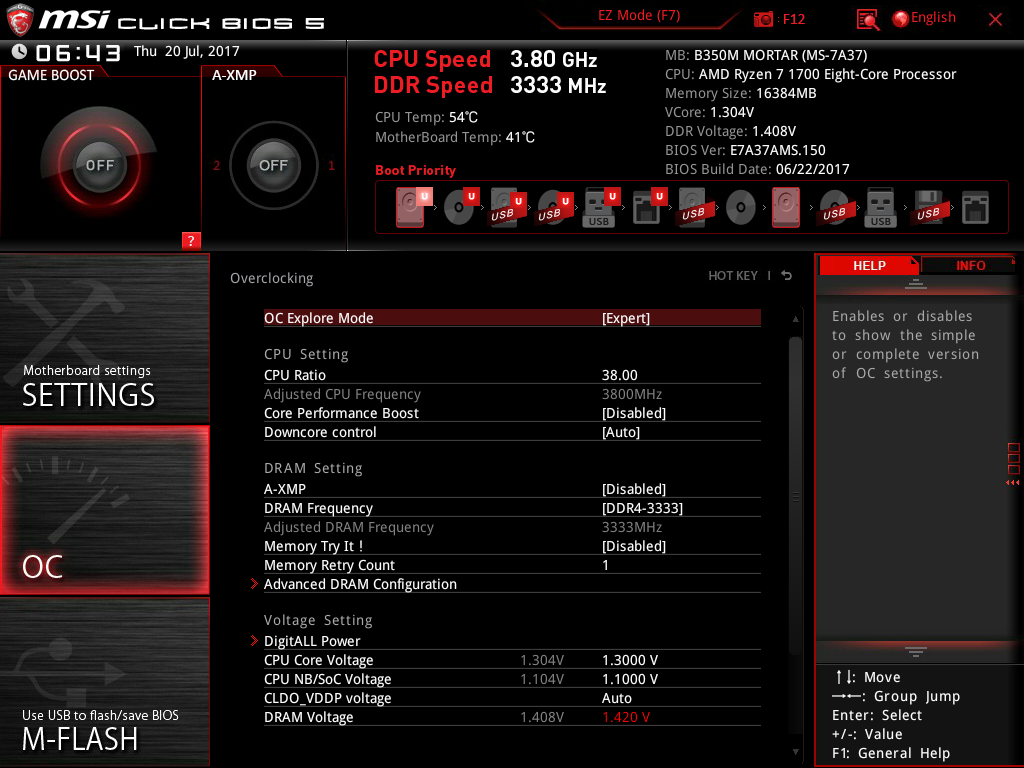 msi CLICK BIOS 5
EZ Mode (F7)
: F12
English
06:43 Thu 20 Jul, 2017
GAME BOOST
OFF
?
A-XMP
2 OFF 1
CPU Speed 3.80 GHz
DDR Speed 3333 MHz
CPU Temp: 54℃
MotherBoard Temp: 41℃
MB: B350M MORTAR (MS-7A37)
CPU: AMD Ryzen 7 1700 Eight-Core Processor
Memory Size: 16384MB
VCore: 1.304V
DDR Voltage: 1.408V
BIOS Ver: E7A37AMS.150
BIOS Build Date: 06/22/2017
Boot Priority
U U U U U U
USB USB USB USB USB USB USB
Motherboard settings
SETTINGS
OC
Use USB to flash/save BIOS
M-FLASH
Overclocking
HOT KEY |
OC Explore Mode [Expert]
CPU Setting
CPU Ratio 38.00
Adjusted CPU Frequency 3800MHz
Core Performance Boost [Disabled]
Downcore control [Auto]
DRAM Setting
A-XMP [Disabled]
DRAM Frequency [DDR4-3333]
Adjusted DRAM Frequency 3333MHz
Memory Try It ! [Disabled]
Memory Retry Count 1
Advanced DRAM Configuration
Voltage Setting
DigitALL Power
CPU Core Voltage 1.304V 1.3000 V
CPU NB/SoC Voltage 1.104V 1.1000 V
CLDO_VDDP voltage Auto
DRAM Voltage 1.408V 1.420 V
HELP INFO
Enables or disables
to show the simple
or complete version
of OC settings.
↑↓: Move
→←: Group Jump
Enter: Select
+/-: Value
F1: General Help